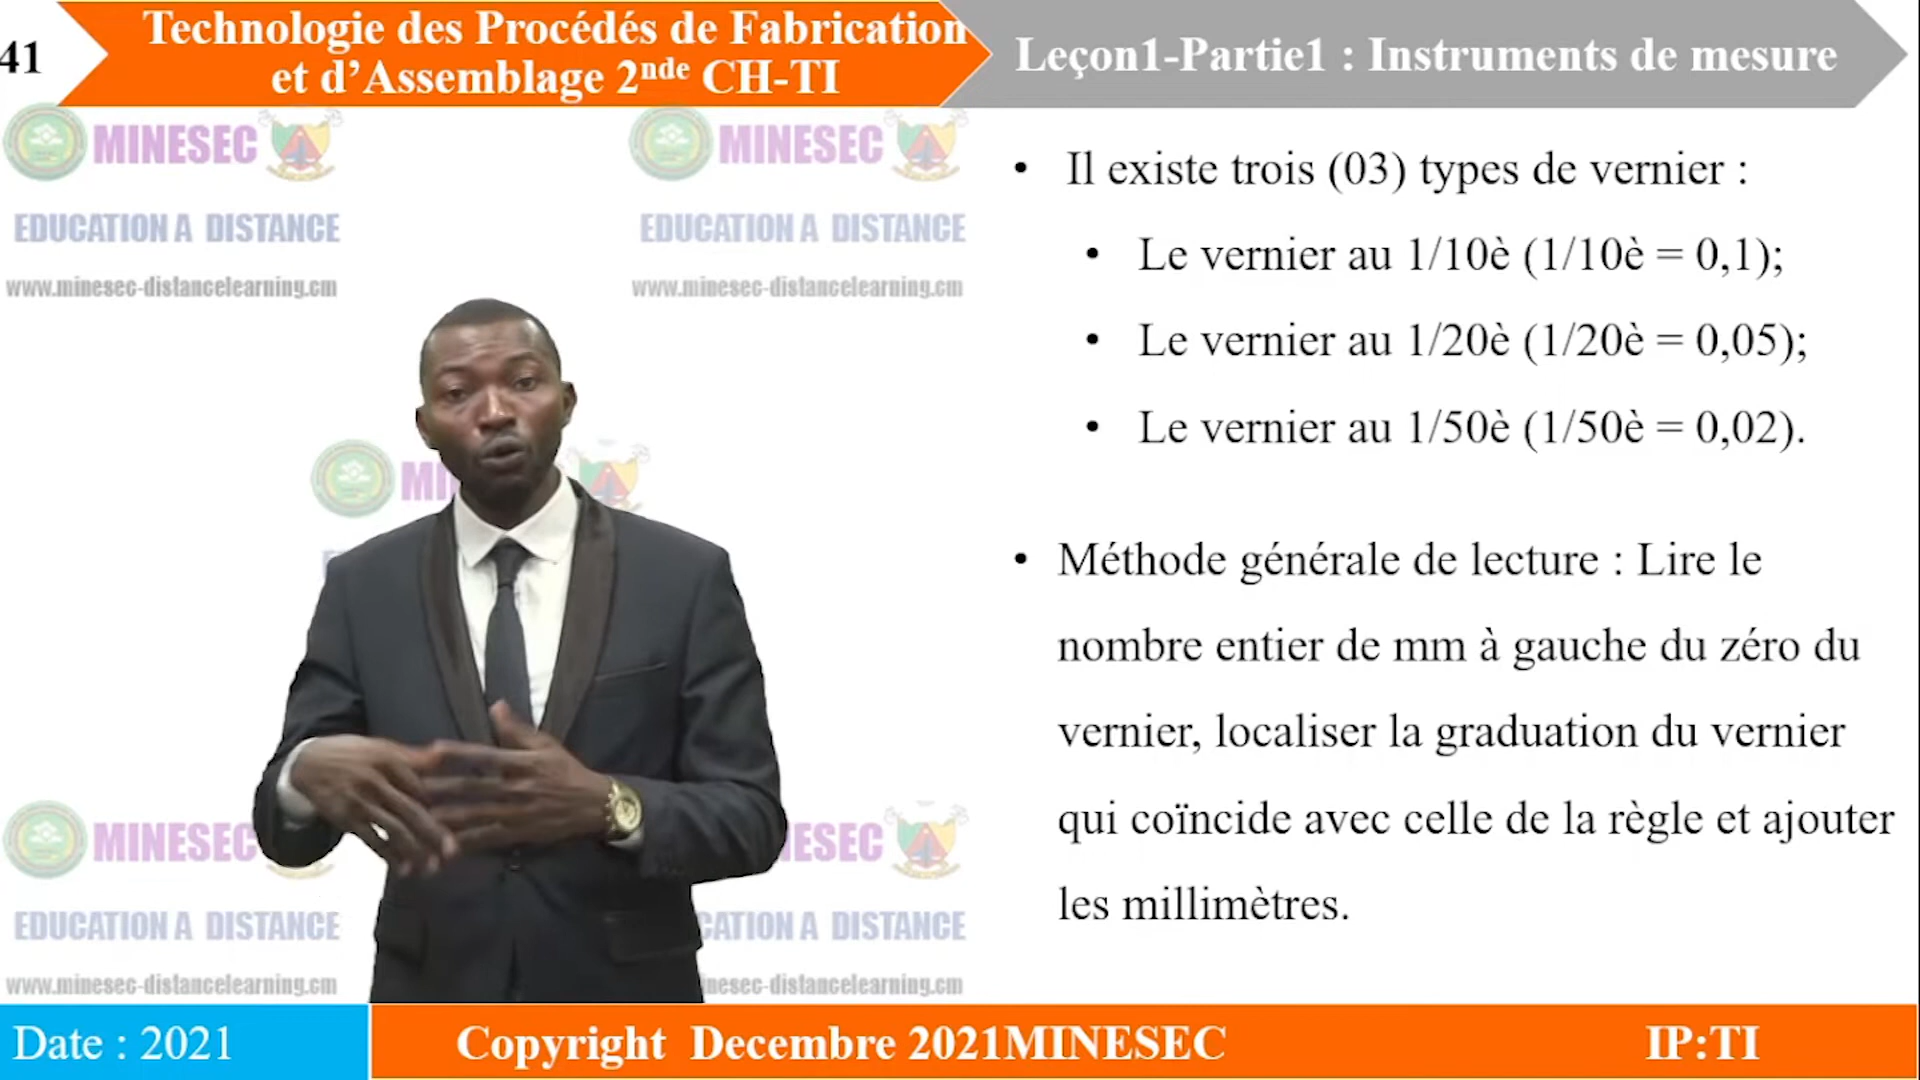 41
Technologie des Procédés de Fabrication
et d’Assemblage 2nde CH-TI
Leçon1-Partie1 : Instruments de mesure
MINESEC
EDUCATION A DISTANCE
www.minesec-distancelearning.cm
MINESEC
EDUCATION A DISTANCE
www.minesec-distancelearning.cm
• Il existe trois (03) types de vernier :
• Le vernier au 1/10è (1/10è = 0,1);
• Le vernier au 1/20è (1/20è = 0,05);
• Le vernier au 1/50è (1/50è = 0,02).
• Méthode générale de lecture : Lire le
nombre entier de mm à gauche du zéro du
vernier, localiser la graduation du vernier
qui coïncide avec celle de la règle et ajouter
les millimètres.
MINESEC
EDUCATION A DISTANCE
www.minesec-distancelearning.cm
NESEC
CATION A DISTANCE
nesec-distancelearning.cm
Date : 2021
Copyright Decembre 2021MINESEC
IP:TI